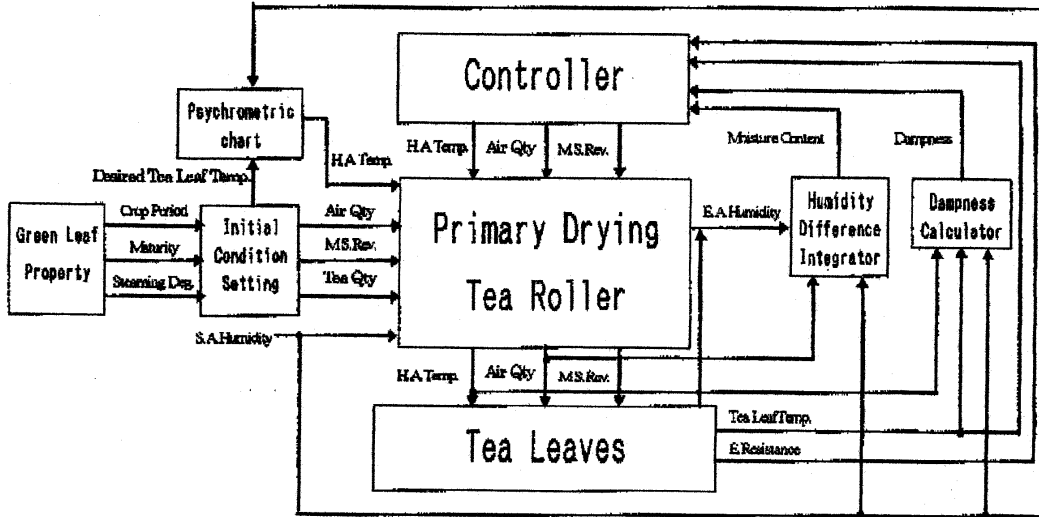 Controller
Psychrometric
chart
H.A Temp.
Air Qty
M.S.Rev.
Moisture Content
Dampness
H.A Temp.
Desired Tea Leaf Temp.
Green Leaf
Property
Crop Period
Maturity
Steaming Deg.
Initial
Condition
Setting
Air Qty
M.S.Rev.
Tea Qty
Primary Drying
Tea Roller
E.A.Humidity
Humidity
Difference
Integrator
Dampness
Calculator
S.A.Humidity
H.A Temp.
Air Qty
M.S.Rev.
Tea Leaves
Tea Leaf Temp.
E.Resistance